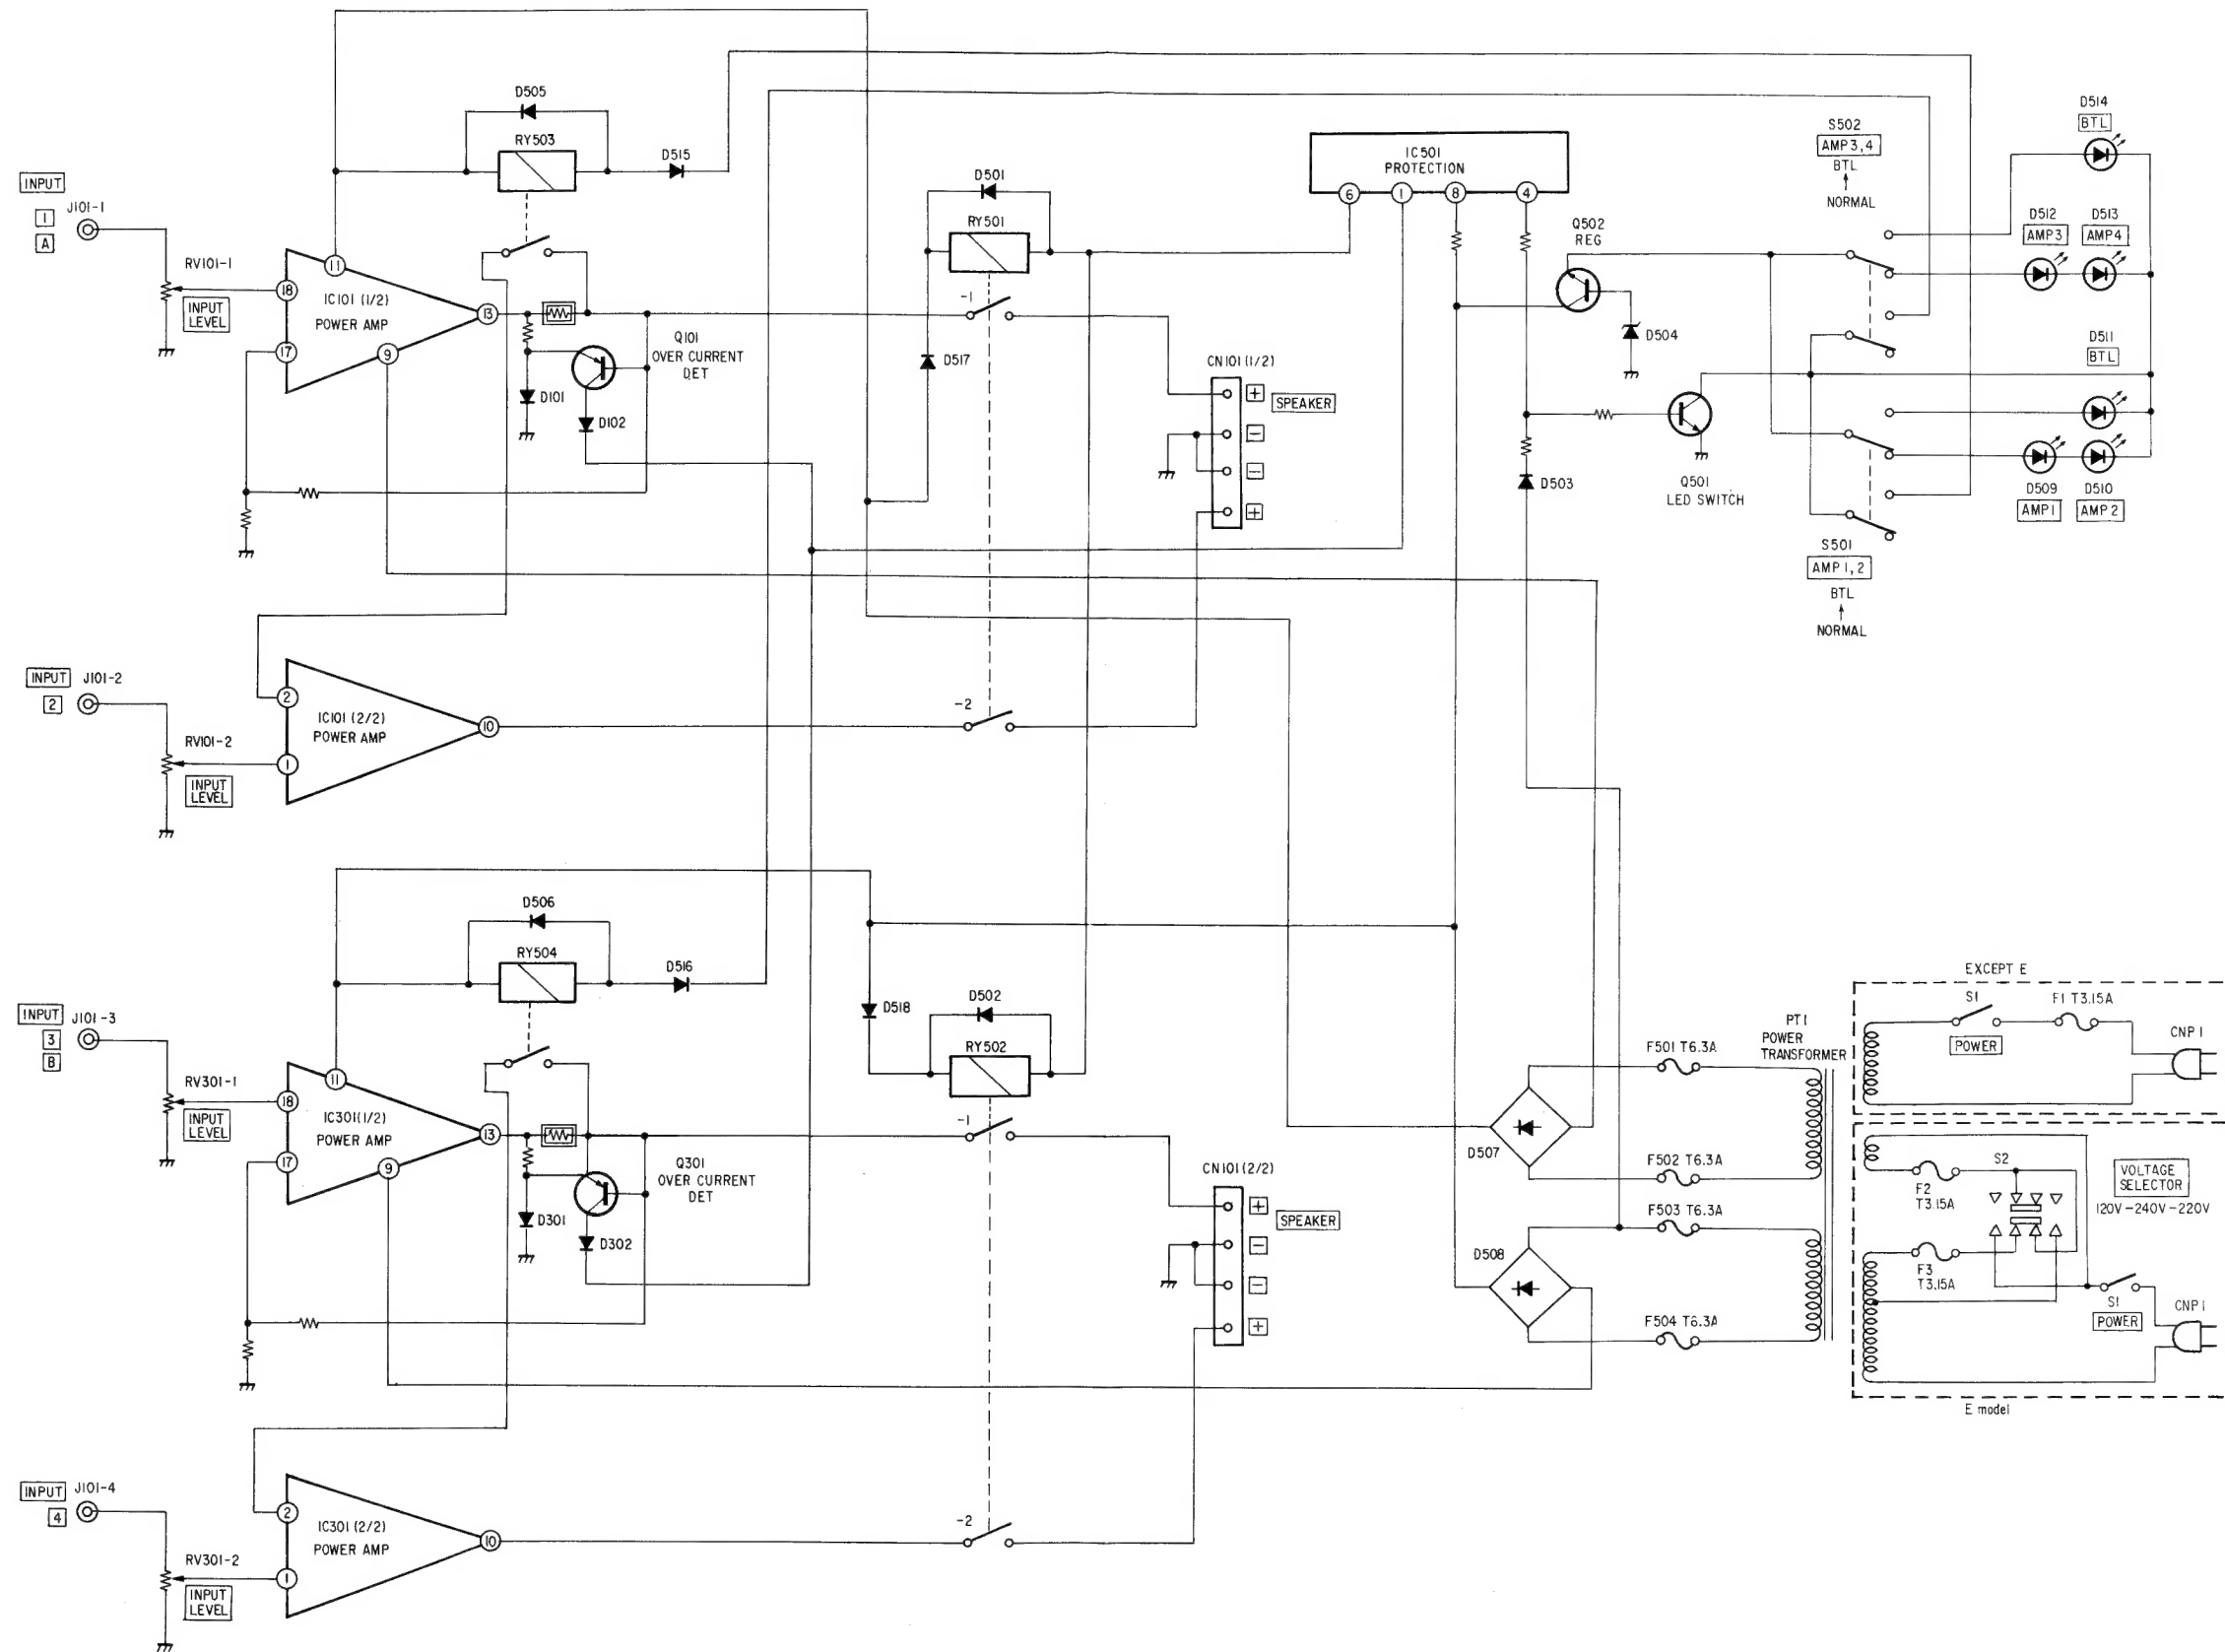 D505
RY503
D515
INPUT
1
A
J101-1
RV101-1
INPUT
LEVEL
11
18
17
9
13
IC101 (1/2)
POWER AMP
Q101
OVER CURRENT
DET
D101
D102
D501
RY501
-1
D517
CN101 (1/2)
+
SPEAKER
-
-
+
IC501
PROTECTION
6
1
8
4
Q502
REG
D504
D503
Q501
LED SWITCH
S502
AMP3,4
BTL
NORMAL
D514
BTL
D512
AMP3
D513
AMP4
D511
BTL
D509
AMP1
D510
AMP2
S501
AMP1,2
BTL
NORMAL
INPUT
2
J101-2
RV101-2
INPUT
LEVEL
2
1
10
IC101 (2/2)
POWER AMP
-2
D506
RY504
D516
INPUT
3
B
J101-3
RV301-1
INPUT
LEVEL
11
18
17
9
13
IC301 (1/2)
POWER AMP
Q301
OVER CURRENT
DET
D301
D302
D518
D502
RY502
-1
CN101 (2/2)
+
SPEAKER
-
-
+
D507
D508
F501 T6.3A
F502 T6.3A
F503 T6.3A
F504 T6.3A
PT1
POWER
TRANSFORMER
EXCEPT E
S1
POWER
F1 T3.15A
CNP1
F2
T3.15A
S2
VOLTAGE
SELECTOR
120V-240V-220V
F3
T3.15A
S1
POWER
CNP1
E model
INPUT
4
J101-4
RV301-2
INPUT
LEVEL
2
1
10
IC301 (2/2)
POWER AMP
-2